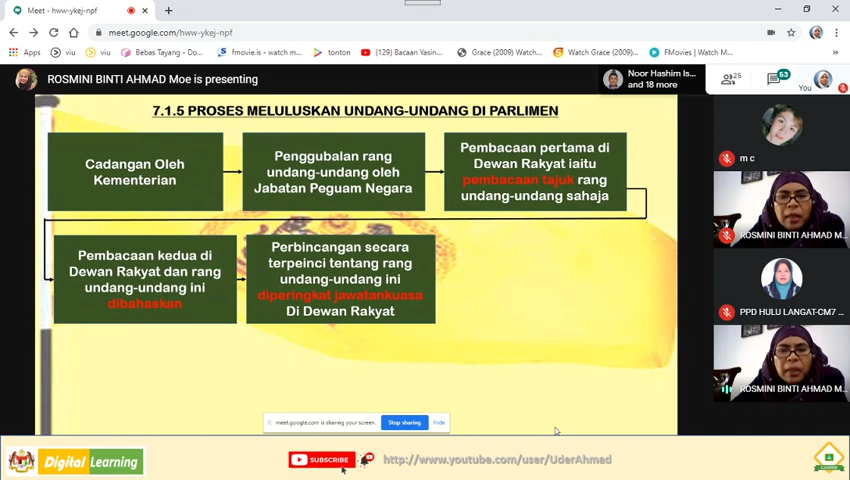 Meet - hww-ykej-npf
meet.google.com/hww-ykej-npf
Apps
viu
viu
Bebas Tayang - Do...
fmovie.is - watch m...
tonton
(129) Bacaan Yasin...
Grace (2009) Watch...
Watch Grace (2009)...
FMovies | Watch M...
ROSMINI BINTI AHMAD Moe is presenting
Noor Hashim Is...
and 18 more
25
53
You
7.1.5 PROSES MELULUSKAN UNDANG-UNDANG DI PARLIMEN
Cadangan Oleh
Kementerian
Penggubalan rang
undang-undang oleh
Jabatan Peguam Negara
Pembacaan pertama di
Dewan Rakyat iaitu
pembacaan tajuk rang
undang-undang sahaja
Pembacaan kedua di
Dewan Rakyat dan rang
undang-undang ini
dibahaskan
Perbincangan secara
terpeinci tentang rang
undang-undang ini
diperingkat jawatankuasa
Di Dewan Rakyat
m c
ROSMINI BINTI AHMAD M...
PPD HULU LANGAT-CM7 ...
ROSMINI BINTI AHMAD M...
meet.google.com is sharing your screen.
Stop sharing
Hide
Digital Learning
SUBSCRIBE
http://www.youtube.com/user/UderAhmad